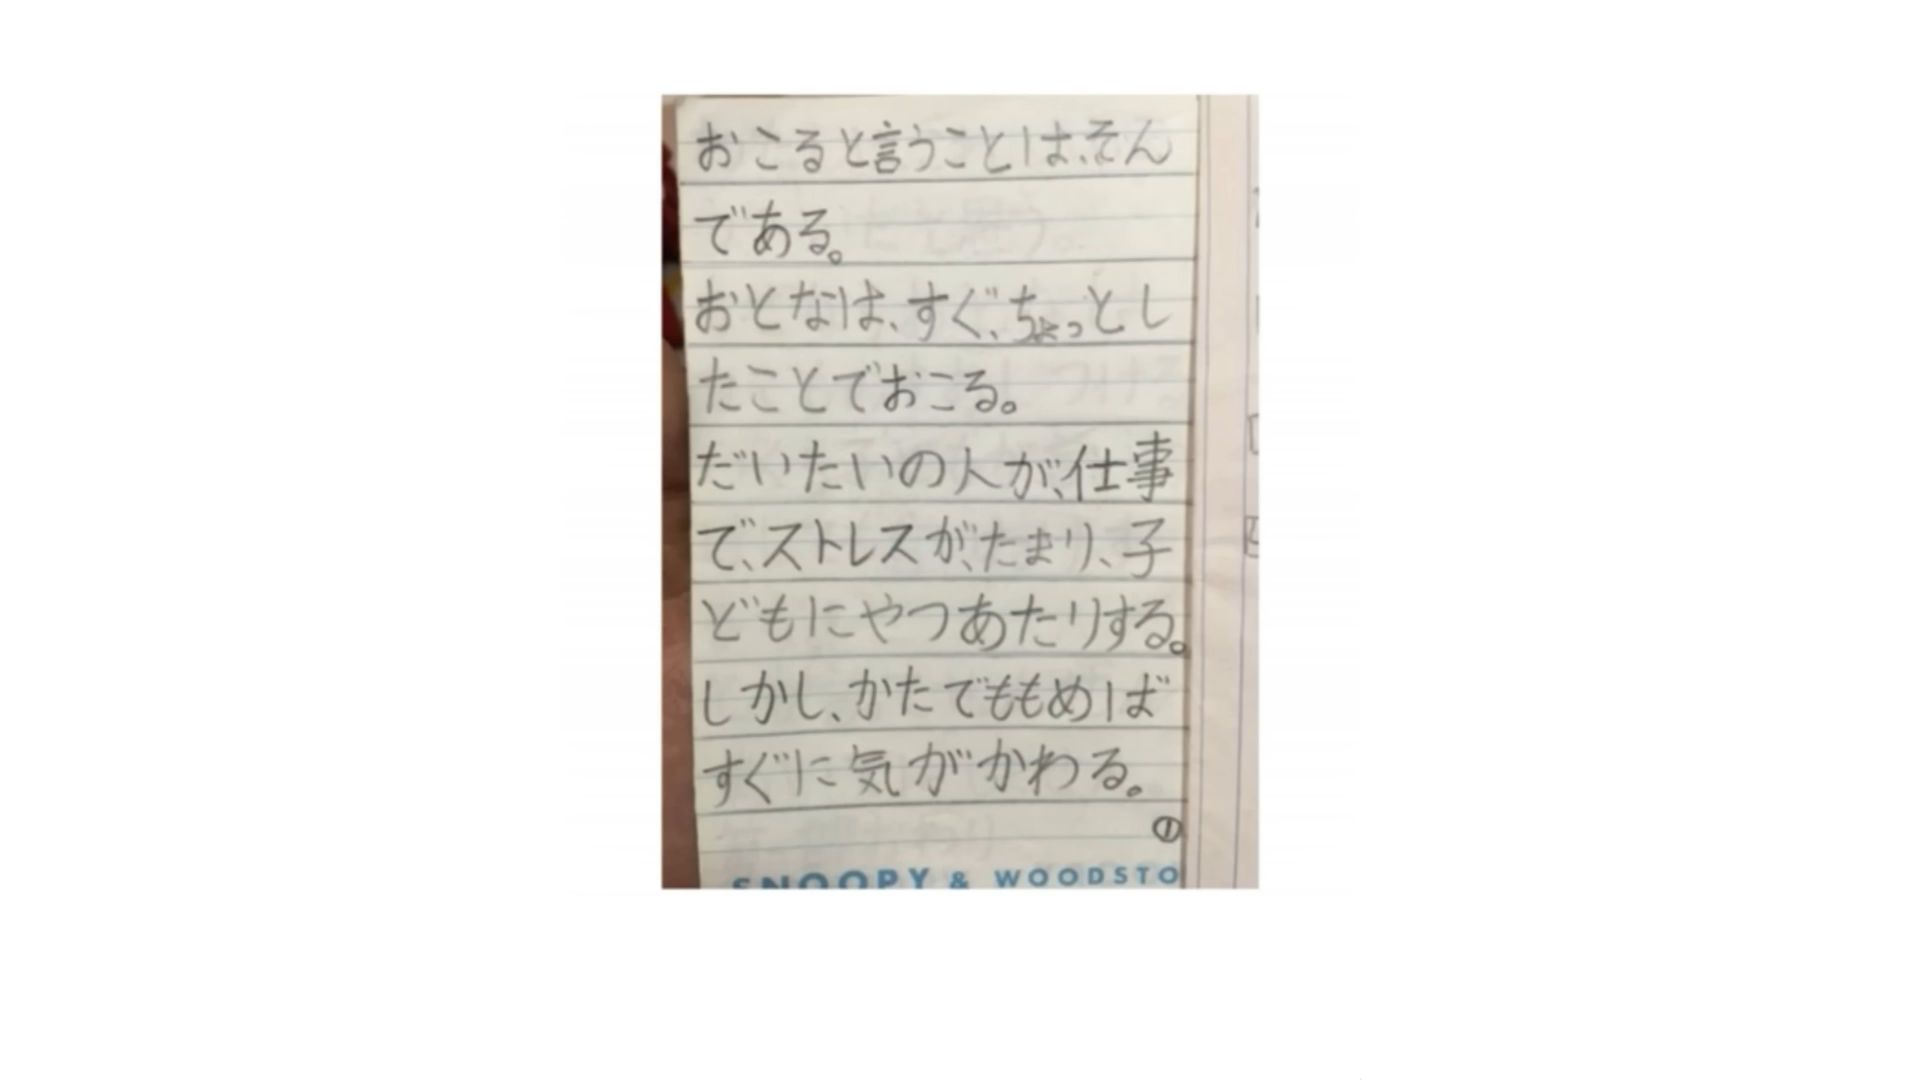 おこると言うことは、そん
である。
おとなは、すぐ、ちょっとし
たことでおこる。
だいたいの人が、仕事
で、ストレスが、たまり、子
どもにやつあたりする。
しかし、かたでももめば
すぐに気がかわる。
①
SNOOPY & WOODSTO